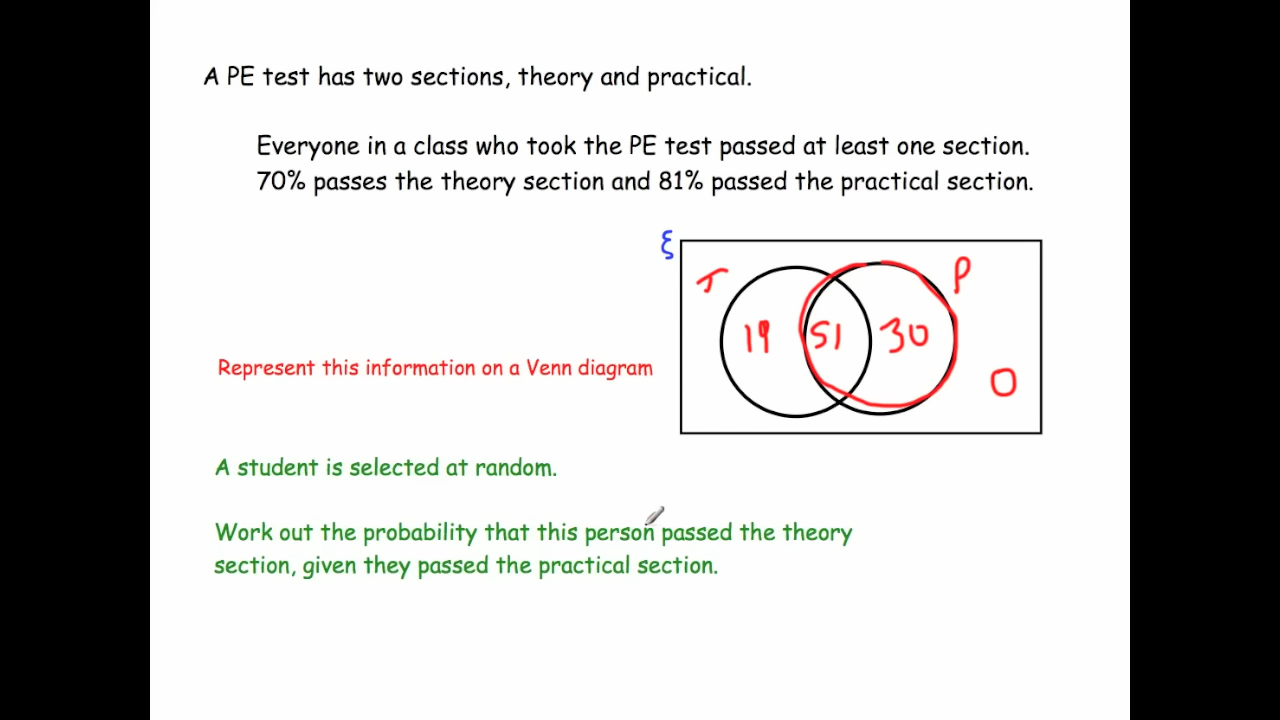 A PE test has two sections, theory and practical.
Everyone in a class who took the PE test passed at least one section.
70% passes the theory section and 81% passed the practical section.
ξ
T
P
19 51 30
0
Represent this information on a Venn diagram
A student is selected at random.
Work out the probability that this person passed the theory
section, given they passed the practical section.